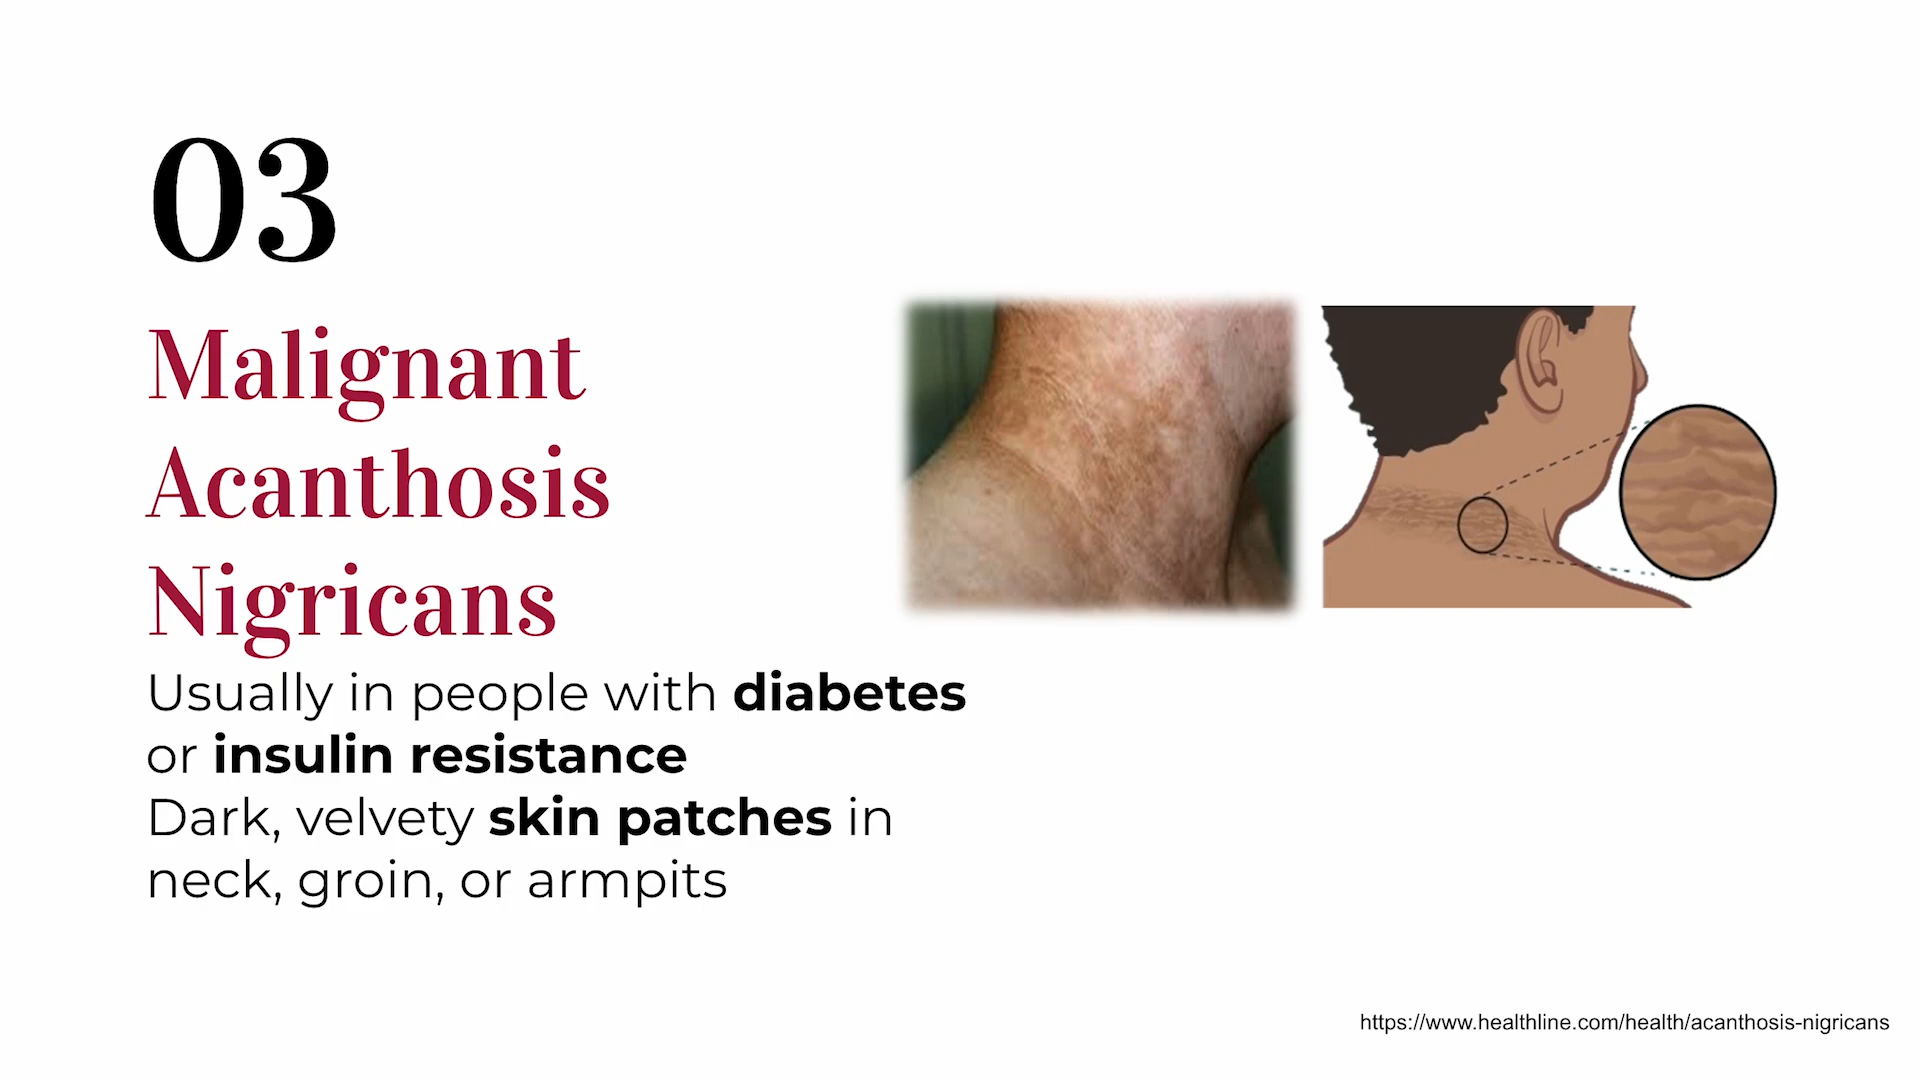 03
Malignant
Acanthosis
Nigricans
Usually in people with diabetes
or insulin resistance
Dark, velvety skin patches in
neck, groin, or armpits
https://www.healthline.com/health/acanthosis-nigricans